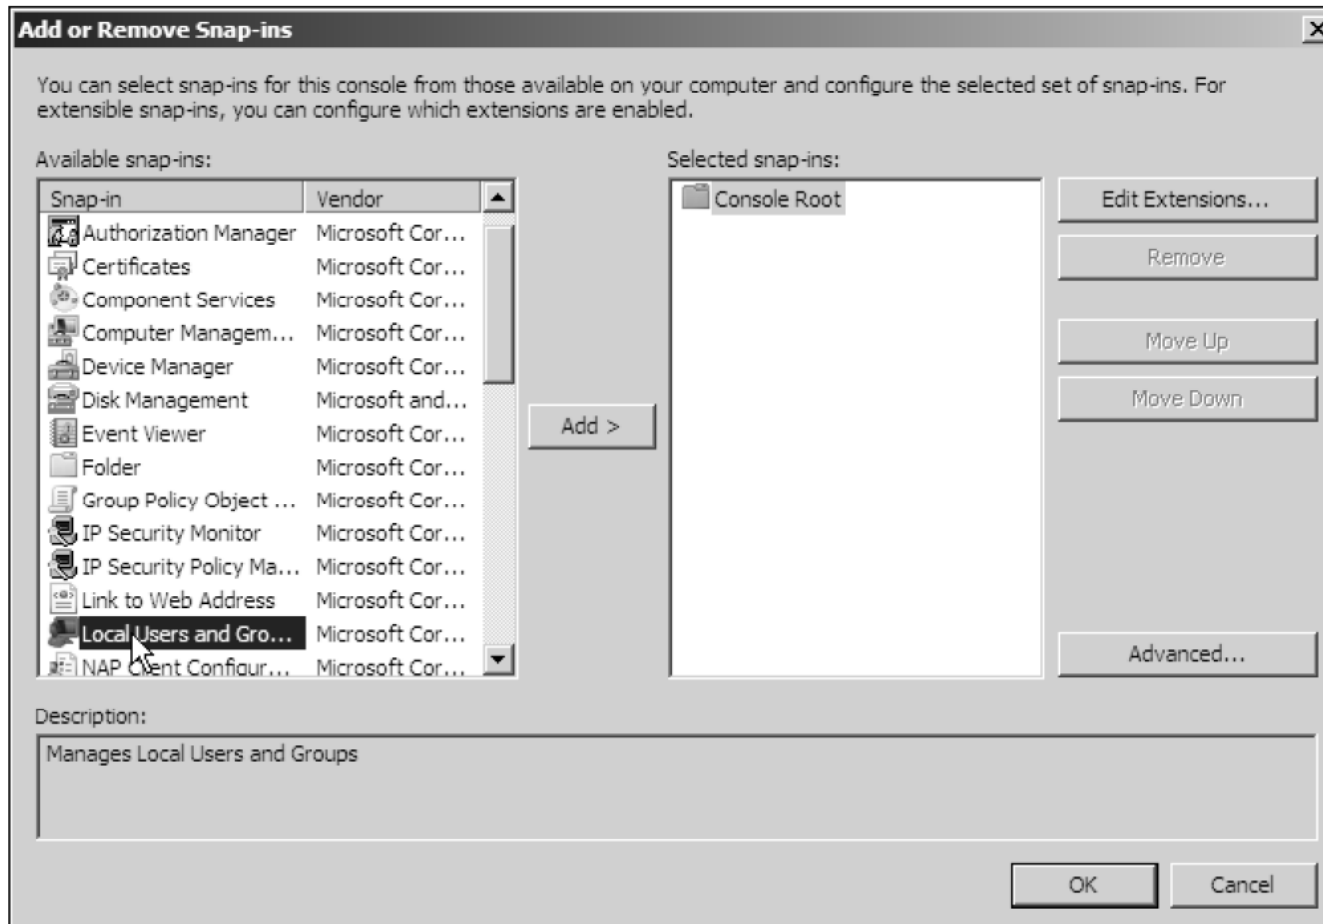 Add or Remove Snap-ins
You can select snap-ins for this console from those available on your computer and configure the selected set of snap-ins. For
extensible snap-ins, you can configure which extensions are enabled.
Available snap-ins:
Snap-in Vendor
Authorization Manager Microsoft Cor...
Certificates Microsoft Cor...
Component Services Microsoft Cor...
Computer Managem... Microsoft Cor...
Device Manager Microsoft Cor...
Disk Management Microsoft and...
Event Viewer Microsoft Cor...
Folder Microsoft Cor...
Group Policy Object ... Microsoft Cor...
IP Security Monitor Microsoft Cor...
IP Security Policy Ma... Microsoft Cor...
Link to Web Address Microsoft Cor...
Local Users and Gro... Microsoft Cor...
NAP Client Configur... Microsoft Cor...
Add >
Selected snap-ins:
Console Root
Edit Extensions...
Remove
Move Up
Move Down
Advanced...
Description:
Manages Local Users and Groups
OK
Cancel